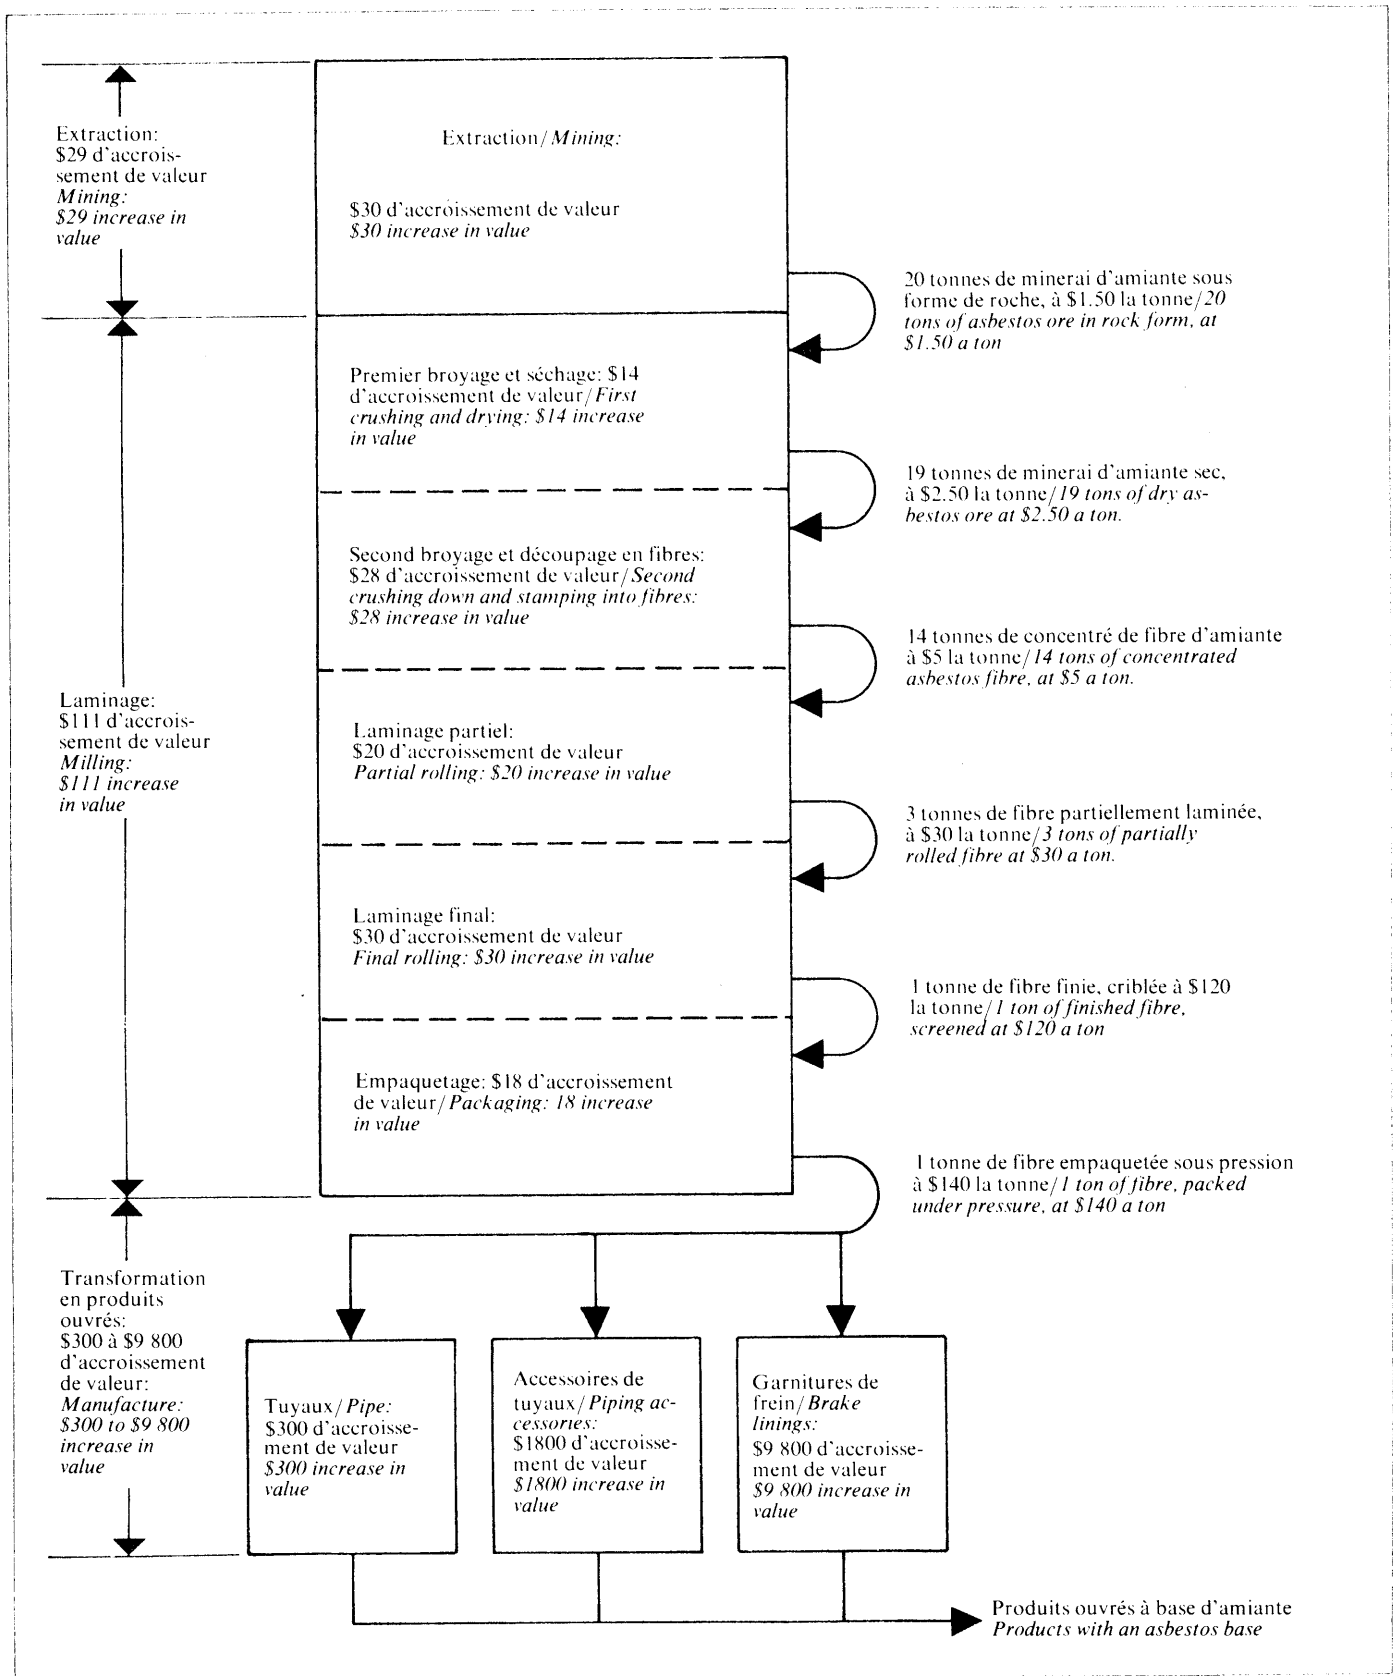 Extraction:
$29 d'accrois-
sement de valeur
Mining:
$29 increase in
value
Extraction/Mining:
$30 d'accroissement de valeur
$30 increase in value
20 tonnes de minerai d'amiante sous
forme de roche, à $1.50 la tonne/20
tons of asbestos ore in rock form, at
$1.50 a ton
Premier broyage et séchage: $14
d'accroissement de valeur/First
crushing and drying: $14 increase
in value
19 tonnes de minerai d'amiante sec,
à $2.50 la tonne/19 tons of dry as-
bestos ore at $2.50 a ton.
Second broyage et découpage en fibres:
$28 d'accroissement de valeur/Second
crushing down and stamping into fibres:
$28 increase in value
14 tonnes de concentré de fibre d'amiante
à $5 la tonne/14 tons of concentrated
asbestos fibre, at $5 a ton.
Laminage:
$111 d'accrois-
sement de valeur
Milling:
$111 increase
in value
Laminage partiel:
$20 d'accroissement de valeur
Partial rolling: $20 increase in value
3 tonnes de fibre partiellement laminée,
à $30 la tonne/3 tons of partially
rolled fibre at $30 a ton.
Laminage final:
$30 d'accroissement de valeur
Final rolling: $30 increase in value
1 tonne de fibre finie, criblée à $120
la tonne/1 ton of finished fibre,
screened at $120 a ton
Empaquetage: $18 d'accroissement
de valeur/Packaging: 18 increase
in value
1 tonne de fibre empaquetée sous pression
à $140 la tonne/1 ton of fibre, packed
under pressure, at $140 a ton
Transformation
en produits
ouvrés:
$300 à $9 800
d'accroissement
de valeur:
Manufacture:
$300 to $9 800
increase in
value
Tuyaux/Pipe:
$300 d'accroisse-
ment de valeur
$300 increase in
value
Accessoires de
tuyaux/Piping ac-
cessories:
$1800 d'accroisse-
ment de valeur
$1800 increase in
value
Garnitures de
frein/Brake
linings:
$9 800 d'accroisse-
ment de valeur
$9 800 increase in
value
Produits ouvrés à base d'amiante
Products with an asbestos base